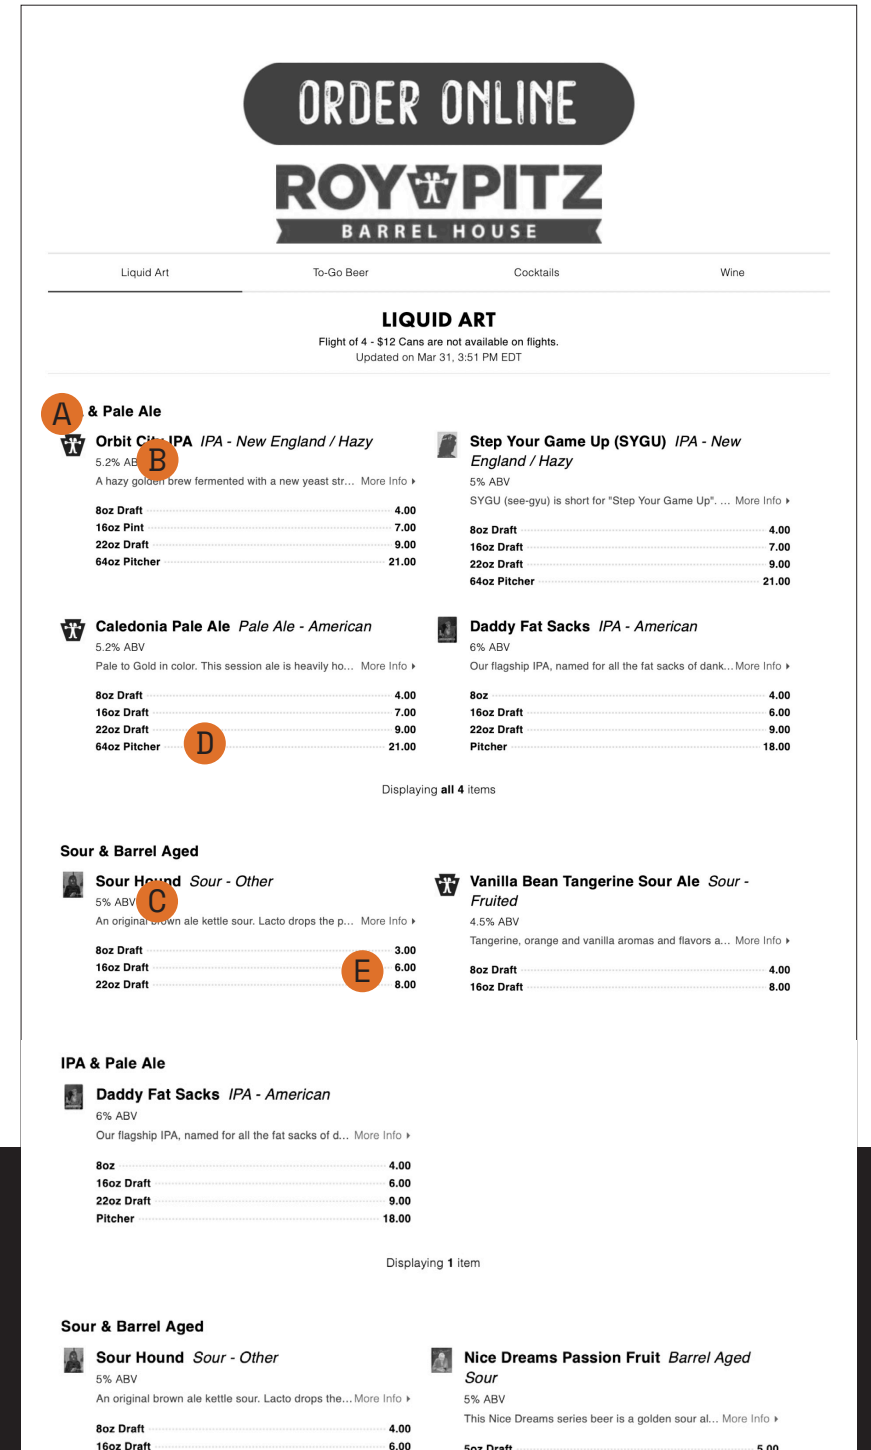 ORDER ONLINE
ROY PITZ
BARREL HOUSE
Liquid Art To-Go Beer Cocktails Wine
LIQUID ART
Flight of 4 - $12 Cans are not available on flights.
Updated on Mar 31, 3:51 PM EDT
A & Pale Ale
Orbit City IPA IPA - New England / Hazy
5.2% AB
B
A hazy golden brew fermented with a new yeast str... More Info
8oz Draft 4.00
16oz Pint 7.00
22oz Draft 9.00
64oz Pitcher 21.00
Step Your Game Up (SYGU) IPA - New
England / Hazy
5% ABV
SYGU (see-gyu) is short for "Step Your Game Up". ... More Info
8oz Draft 4.00
16oz Draft 7.00
22oz Draft 9.00
64oz Pitcher 21.00
Caledonia Pale Ale Pale Ale - American
5.2% ABV
Pale to Gold in color. This session ale is heavily ho... More Info
8oz Draft 4.00
16oz Draft 7.00
22oz Draft 9.00
64oz Pitcher 21.00
D
Daddy Fat Sacks IPA - American
6% ABV
Our flagship IPA, named for all the fat sacks of dank... More Info
8oz 4.00
16oz Draft 6.00
22oz Draft 9.00
Pitcher 18.00
Displaying all 4 items
Sour & Barrel Aged
Sour Hound Sour - Other
5% ABV
C
An original brown ale kettle sour. Lacto drops the p... More Info
8oz Draft 3.00
16oz Draft 6.00
22oz Draft 8.00
E
Vanilla Bean Tangerine Sour Ale Sour -
Fruited
4.5% ABV
Tangerine, orange and vanilla aromas and flavors a... More Info
8oz Draft 4.00
16oz Draft 8.00
IPA & Pale Ale
Daddy Fat Sacks IPA - American
6% ABV
Our flagship IPA, named for all the fat sacks of d... More Info
8oz 4.00
16oz Draft 6.00
22oz Draft 9.00
Pitcher 18.00
Displaying 1 item
Sour & Barrel Aged
Sour Hound Sour - Other
5% ABV
An original brown ale kettle sour. Lacto drops the... More Info
8oz Draft 4.00
16oz Draft 6.00
Nice Dreams Passion Fruit Barrel Aged
Sour
5% ABV
This Nice Dreams series beer is a golden sour al... More Info
5oz Draft 5.00